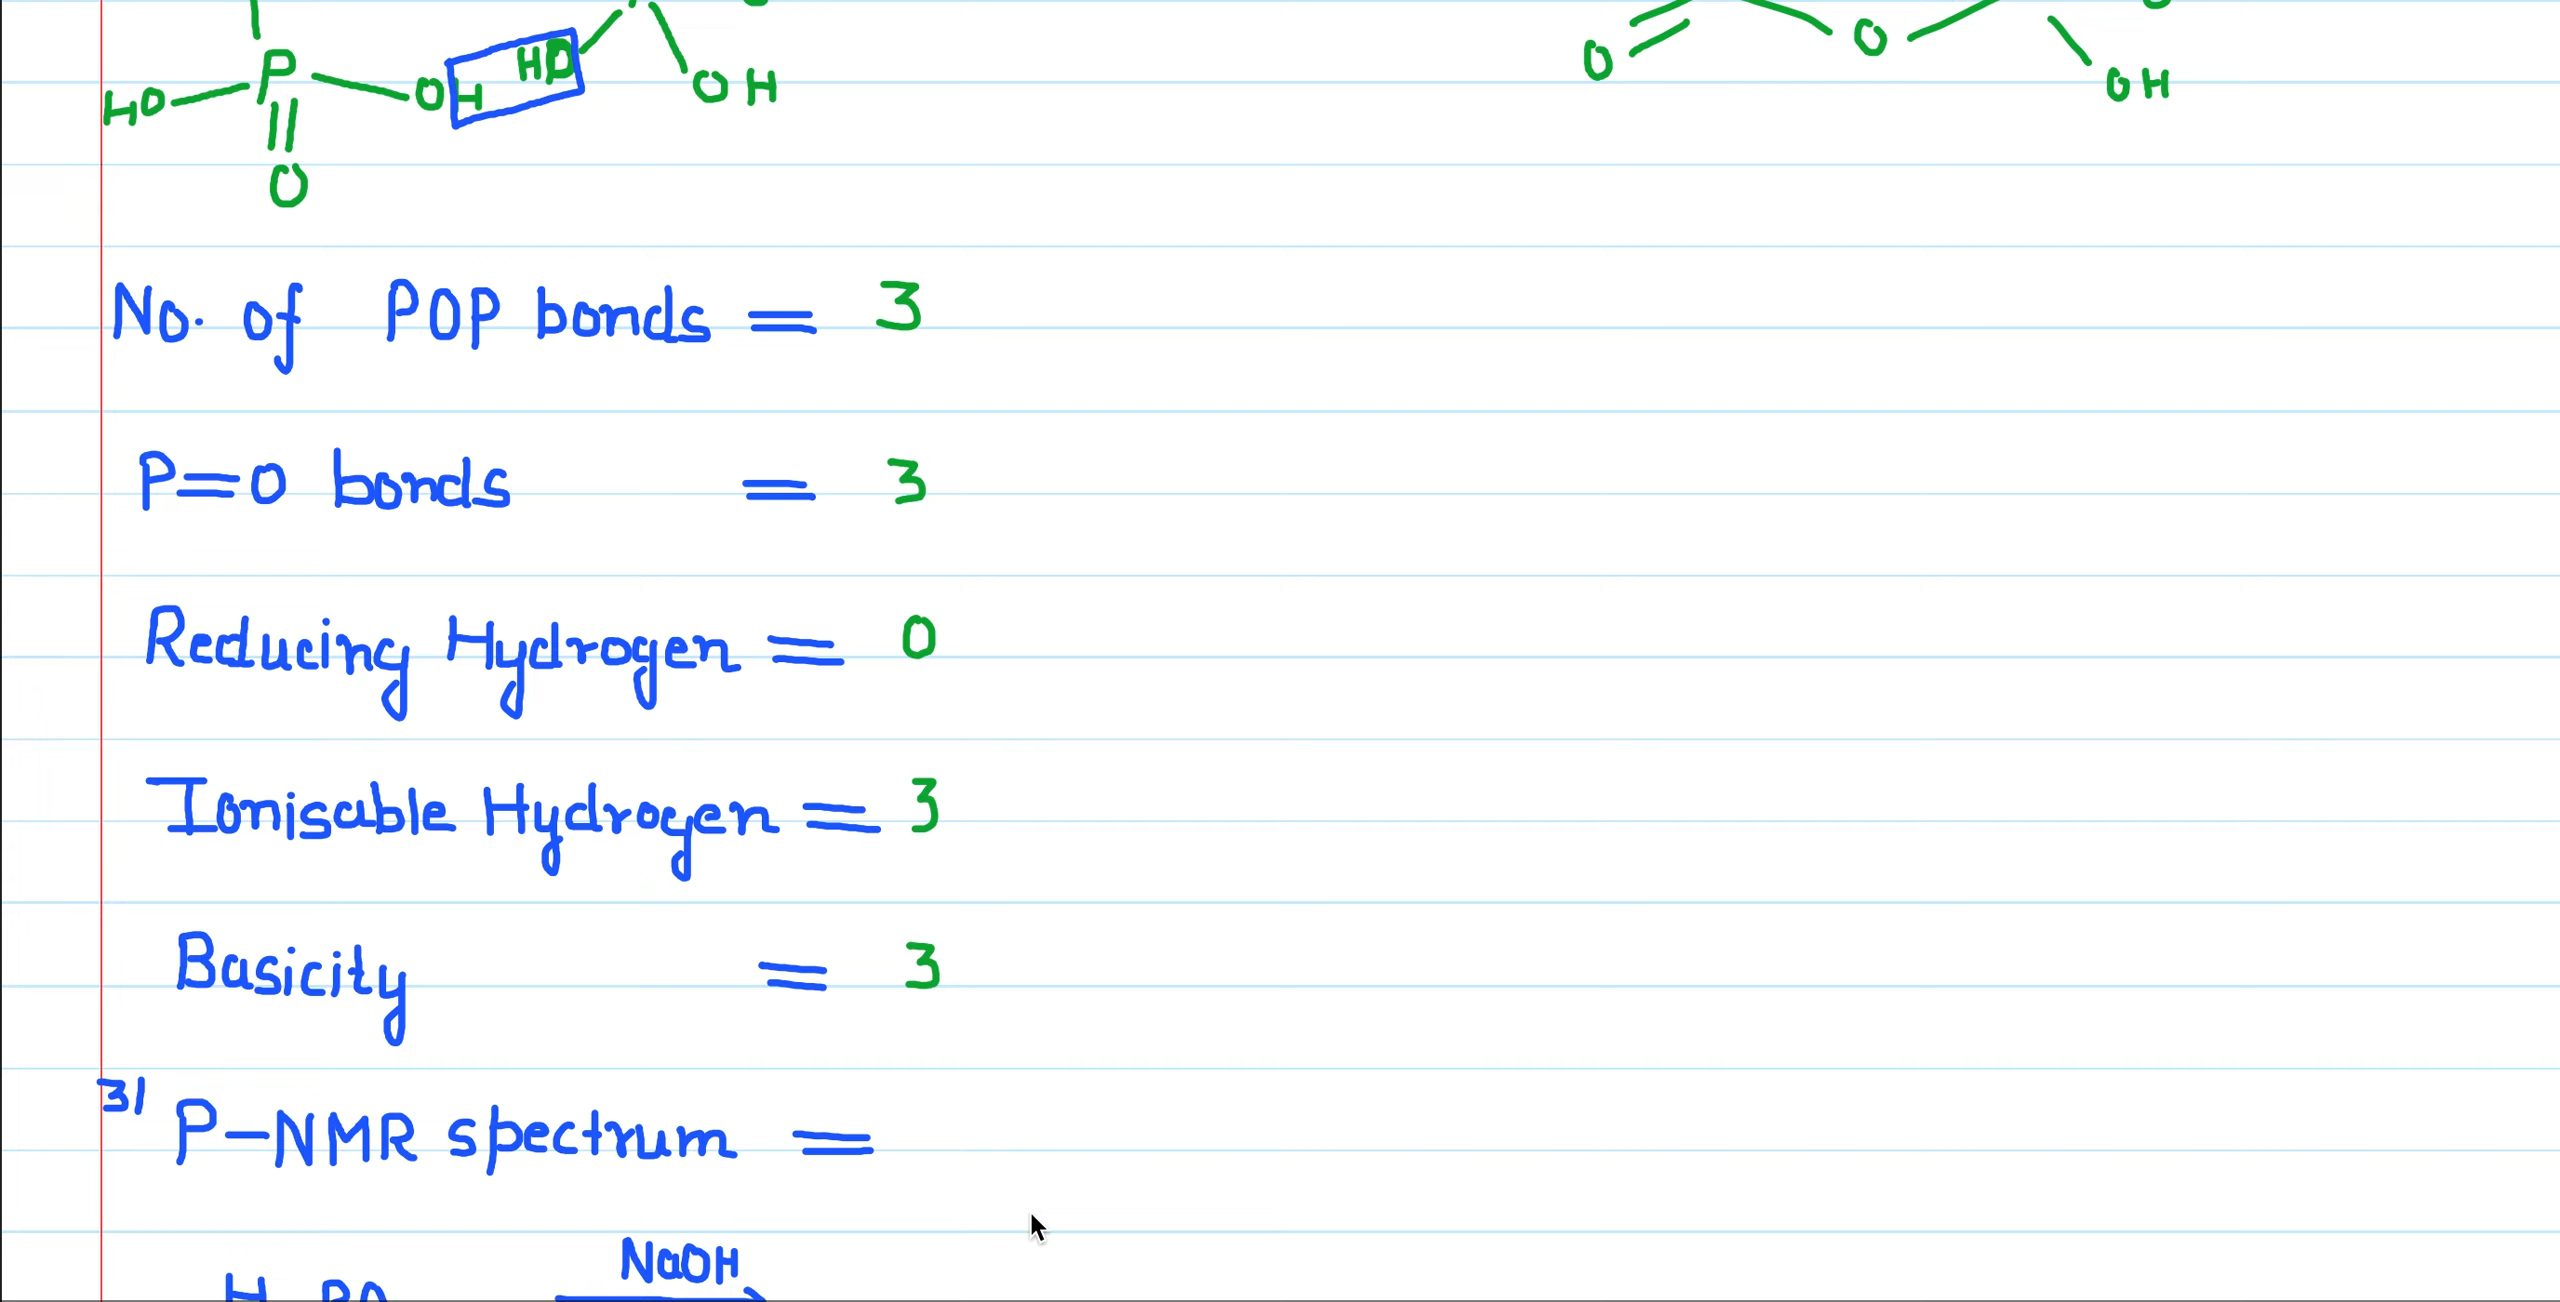 HO P OH HO OH O O OH
O
No. of POP bonds = 3
P=O bonds = 3
Reducing Hydrogen = 0
Ionisable Hydrogen = 3
Basicity = 3
31P-NMR spectrum =
NaOH